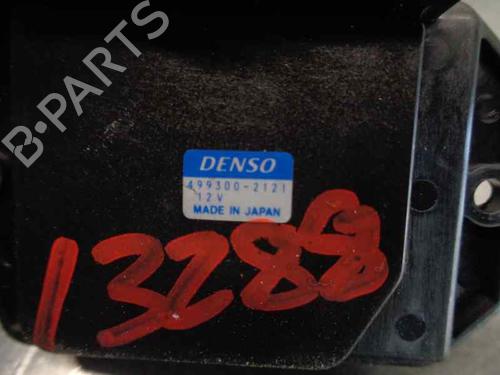 B-PARTS
DENSO
499300-2121
12V
MADE IN JAPAN
13288